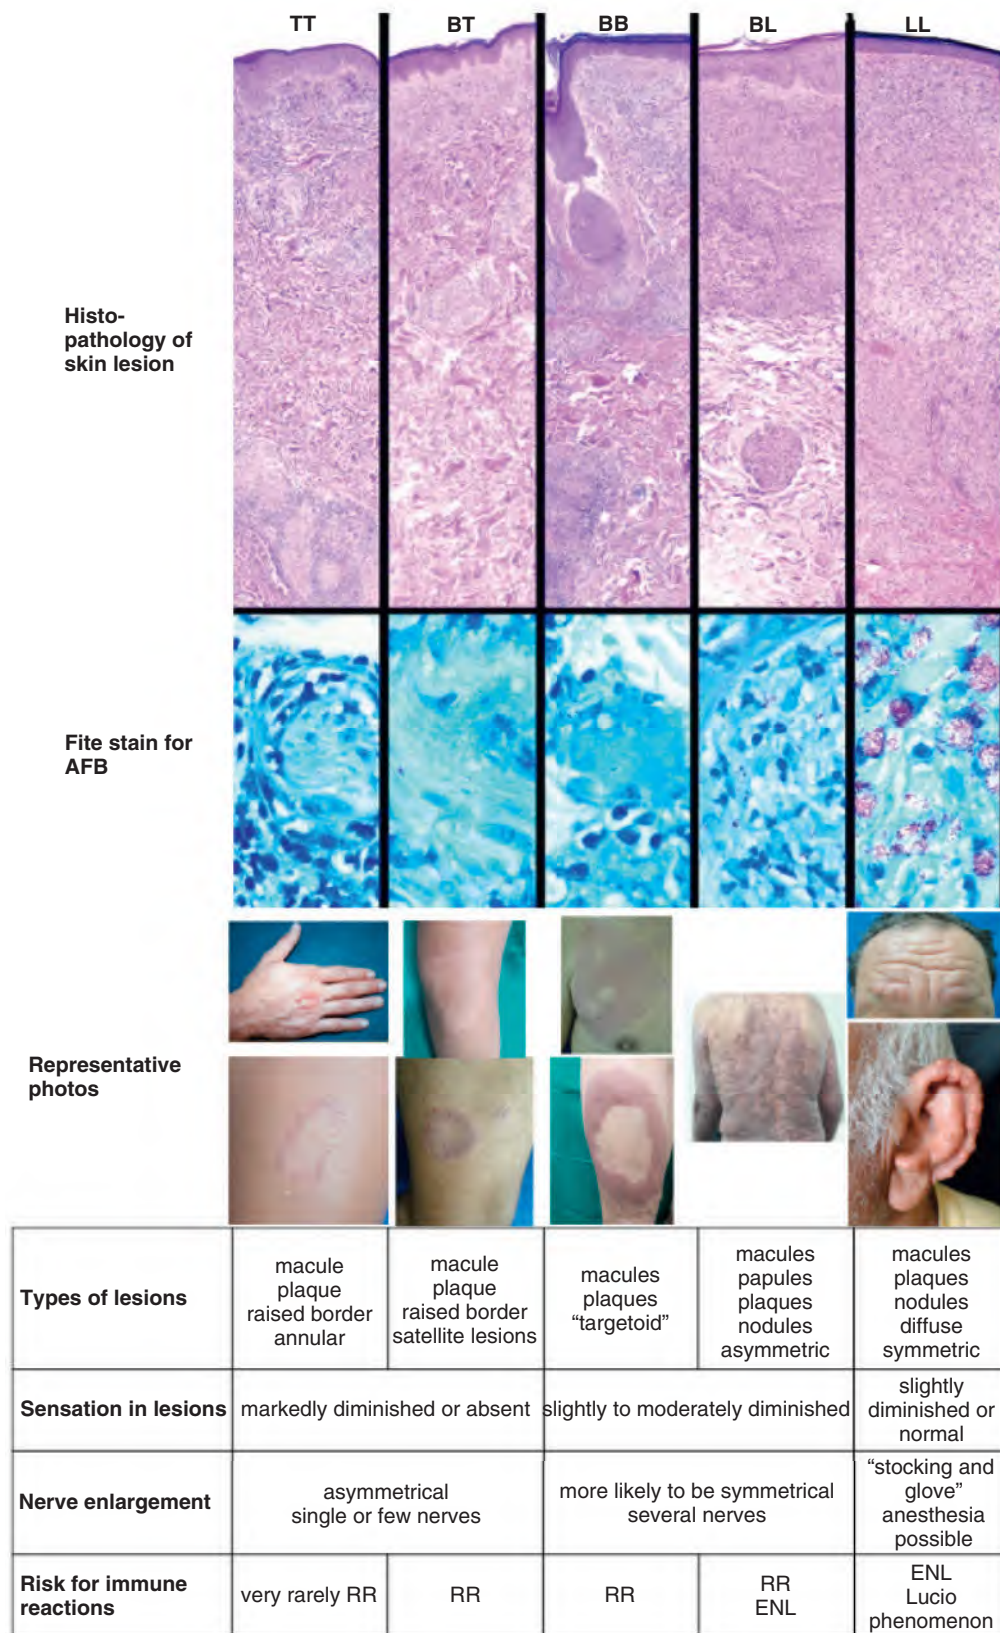 TT BT BB BL LL
Histo-
pathology of
skin lesion
Fite stain for
AFB
Representative
photos
Types of lesions
macule
plaque
raised border
annular
macule
plaque
raised border
satellite lesions
macules
plaques
“targetoid”
macules
papules
plaques
nodules
asymmetric
macules
plaques
nodules
diffuse
symmetric
Sensation in lesions
markedly diminished or absent
slightly to moderately diminished
slightly
diminished or
normal
Nerve enlargement
asymmetrical
single or few nerves
more likely to be symmetrical
several nerves
“stocking and
glove”
anesthesia
possible
Risk for immune
reactions
very rarely RR
RR
RR
RR
ENL
ENL
Lucio
phenomenon